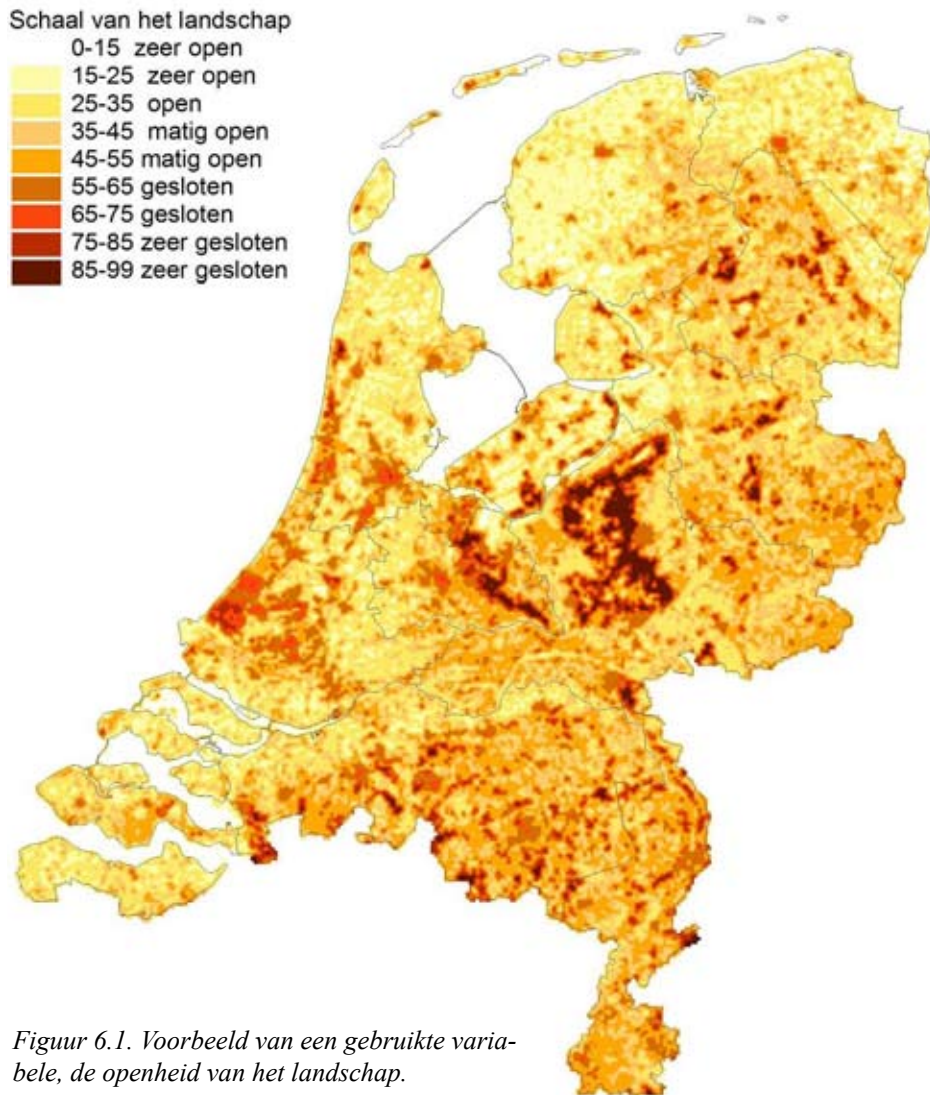 Schaal van het landschap
0-15 zeer open
15-25 zeer open
25-35 open
35-45 matig open
45-55 matig open
55-65 gesloten
65-75 gesloten
75-85 zeer gesloten
85-99 zeer gesloten
Figuur 6.1. Voorbeeld van een gebruikte varia-
bele, de openheid van het landschap.